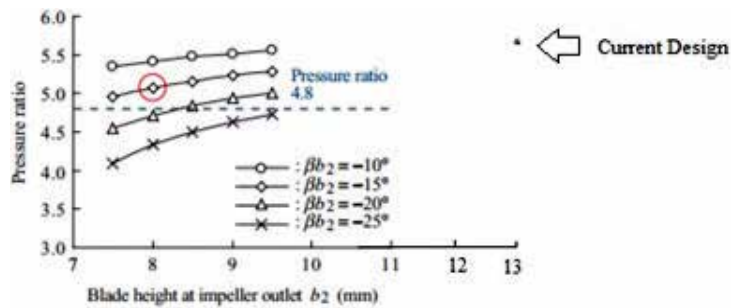 6.0
5.5
5.0
4.5
4.0
3.5
3.0
Pressure ratio
Current Design
Pressure ratio
4.8
: βb₂=−10°
: βb₂=−15°
: βb₂=−20°
: βb₂=−25°
7 8 9 10 11 12 13
Blade height at impeller outlet b₂ (mm)